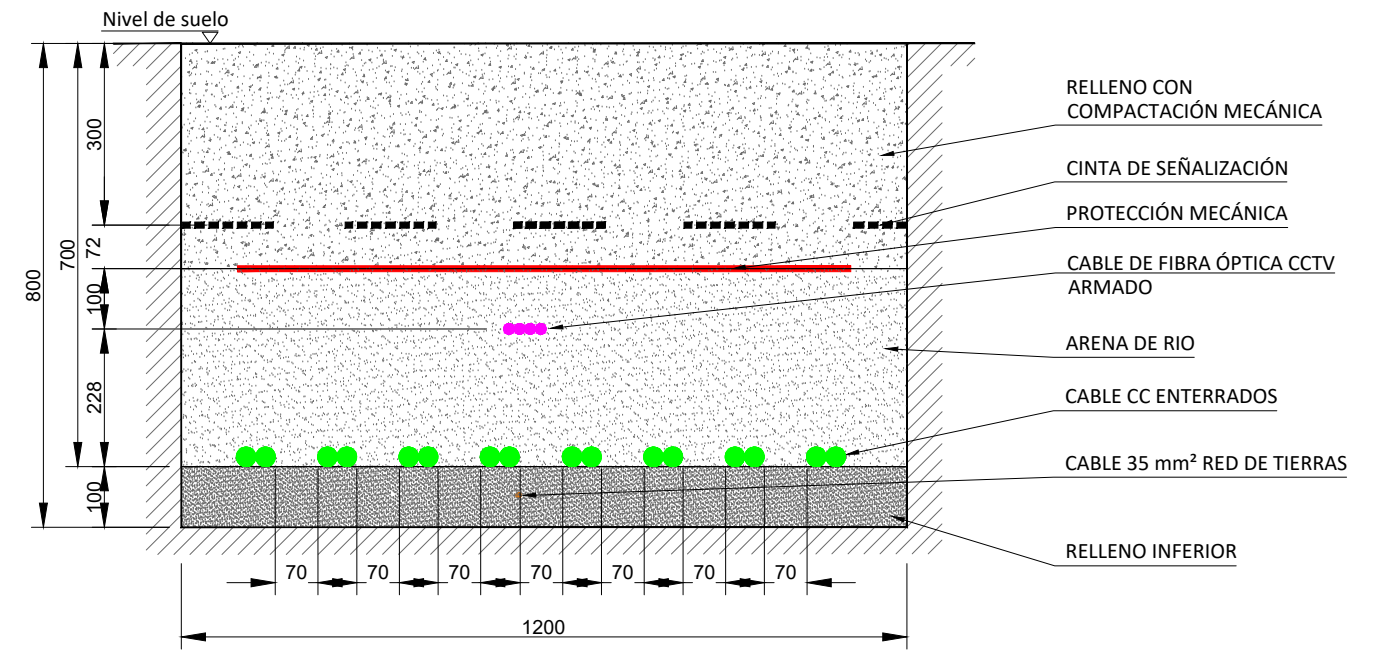 Nivel de suelo
RELLENO CON
COMPACTACIÓN MECÁNICA
CINTA DE SEÑALIZACIÓN
PROTECCIÓN MECÁNICA
CABLE DE FIBRA ÓPTICA CCTV
ARMADO
ARENA DE RIO
CABLE CC ENTERRADOS
CABLE 35 mm² RED DE TIERRAS
RELLENO INFERIOR
800
700
300
72
100
228
100
70 70 70 70 70 70 70
1200